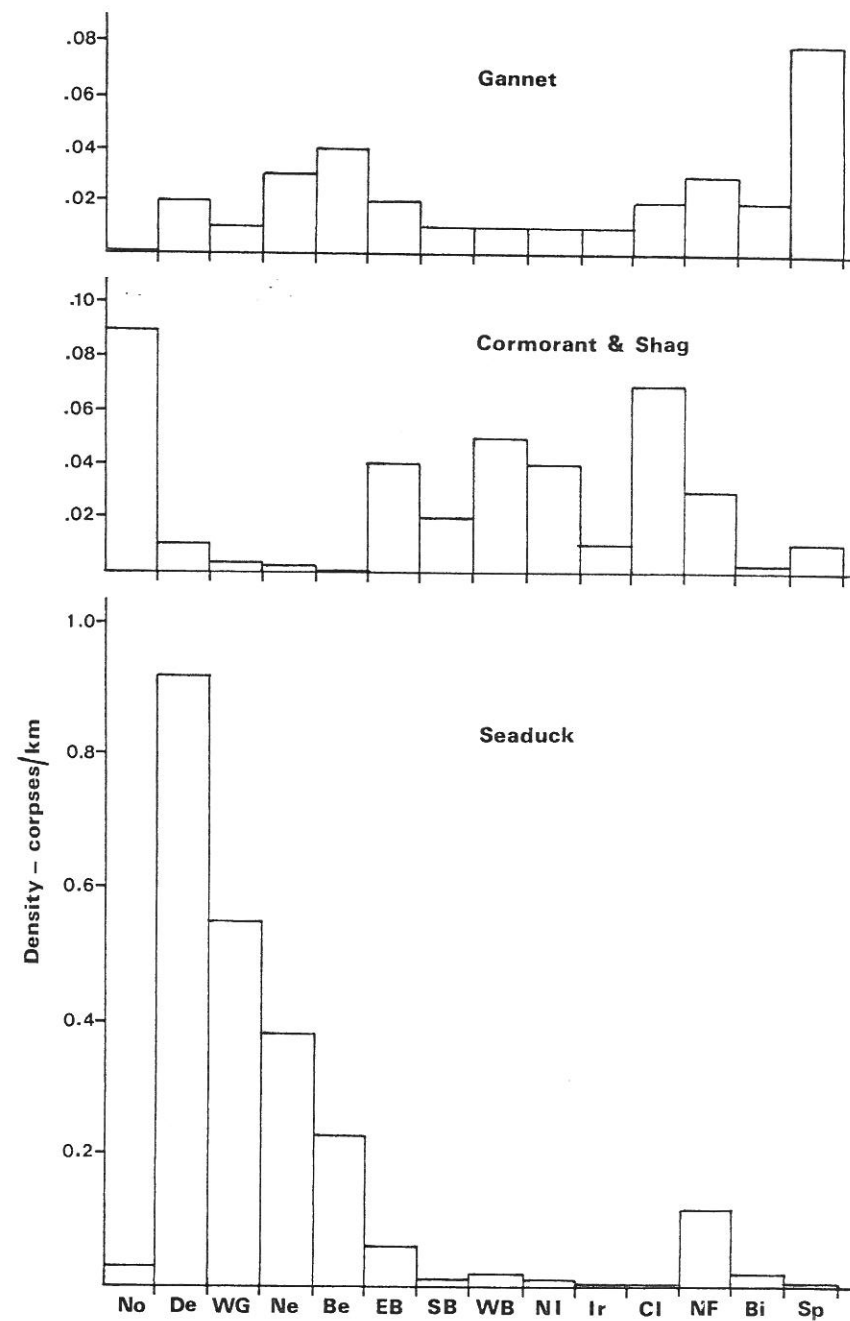 .08
.06
.04
.02
Gannet
.10
.08
.06
.04
.02
Cormorant & Shag
1.0
0.8
0.6
0.4
0.2
Seaduck
Density – corpses/km
No De WG Ne Be EB SB WB NI Ir CI NF Bi Sp